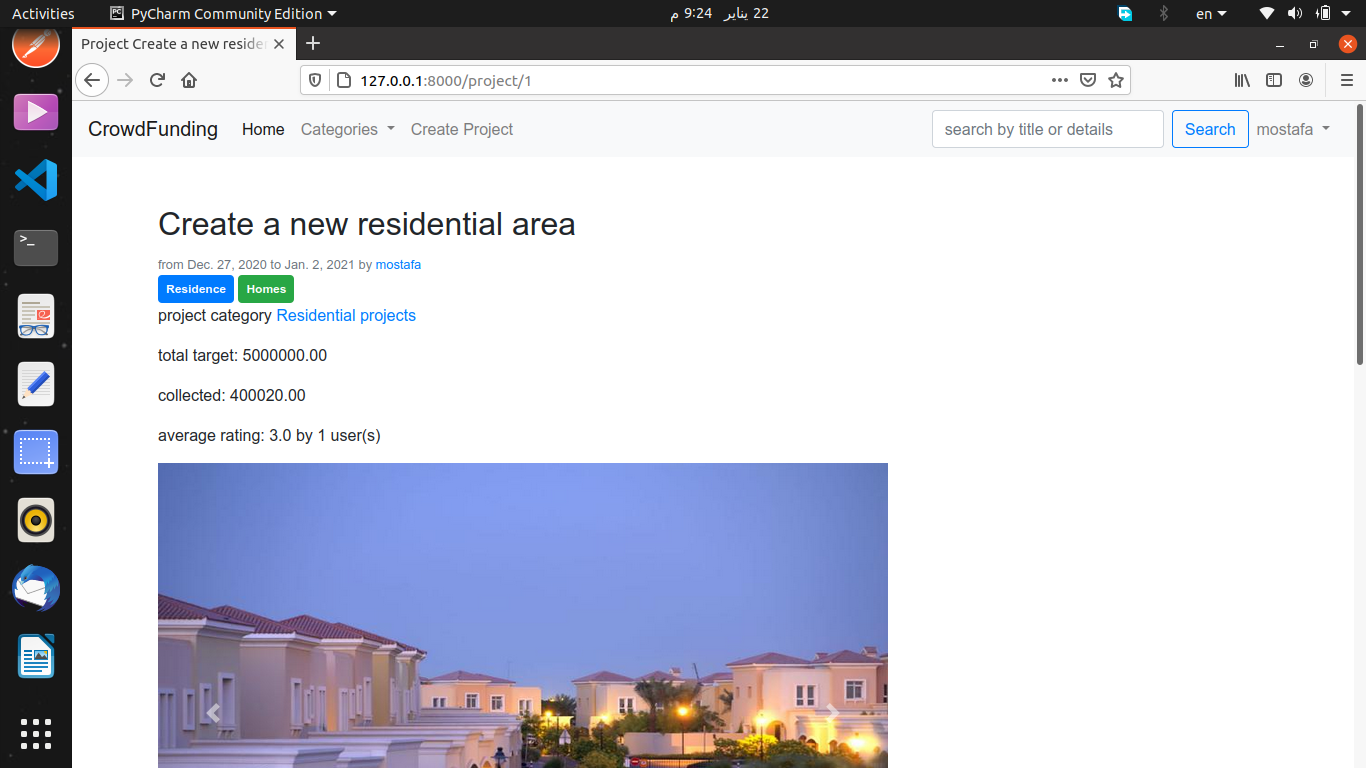 Activities PyCharm Community Edition 22 يناير 9:24 م en
Project Create a new reside
127.0.0.1:8000/project/1
CrowdFunding Home Categories Create Project search by title or details Search mostafa
Create a new residential area
from Dec. 27, 2020 to Jan. 2, 2021 by mostafa
Residence Homes
project category Residential projects
total target: 5000000.00
collected: 400020.00
average rating: 3.0 by 1 user(s)